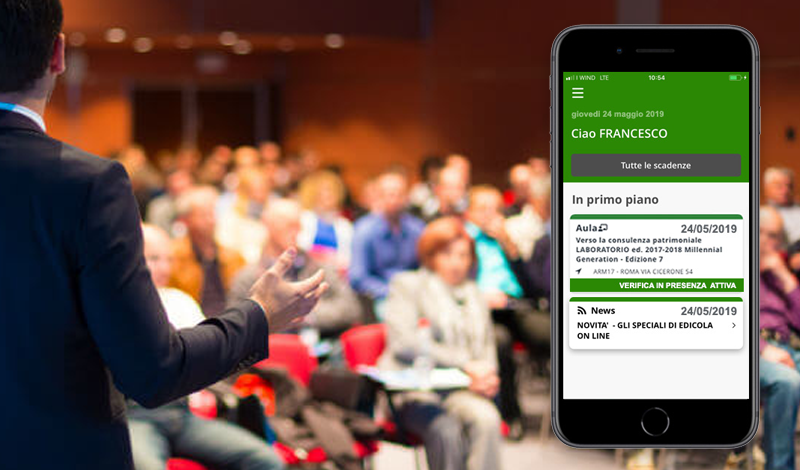 I WIND LTE 10:54
giovedì 24 maggio 2019
Ciao FRANCESCO
Tutte le scadenze
In primo piano
Aula 24/05/2019
Verso la consulenza patrimoniale
LABORATORIO ed. 2017-2018 Millennial
Generation - Edizione 7
ARM17 - ROMA VIA CICERONE 54
VERIFICA IN PRESENZA ATTIVA
News 24/05/2019
NOVITA' - GLI SPECIALI DI EDICOLA
ON LINE